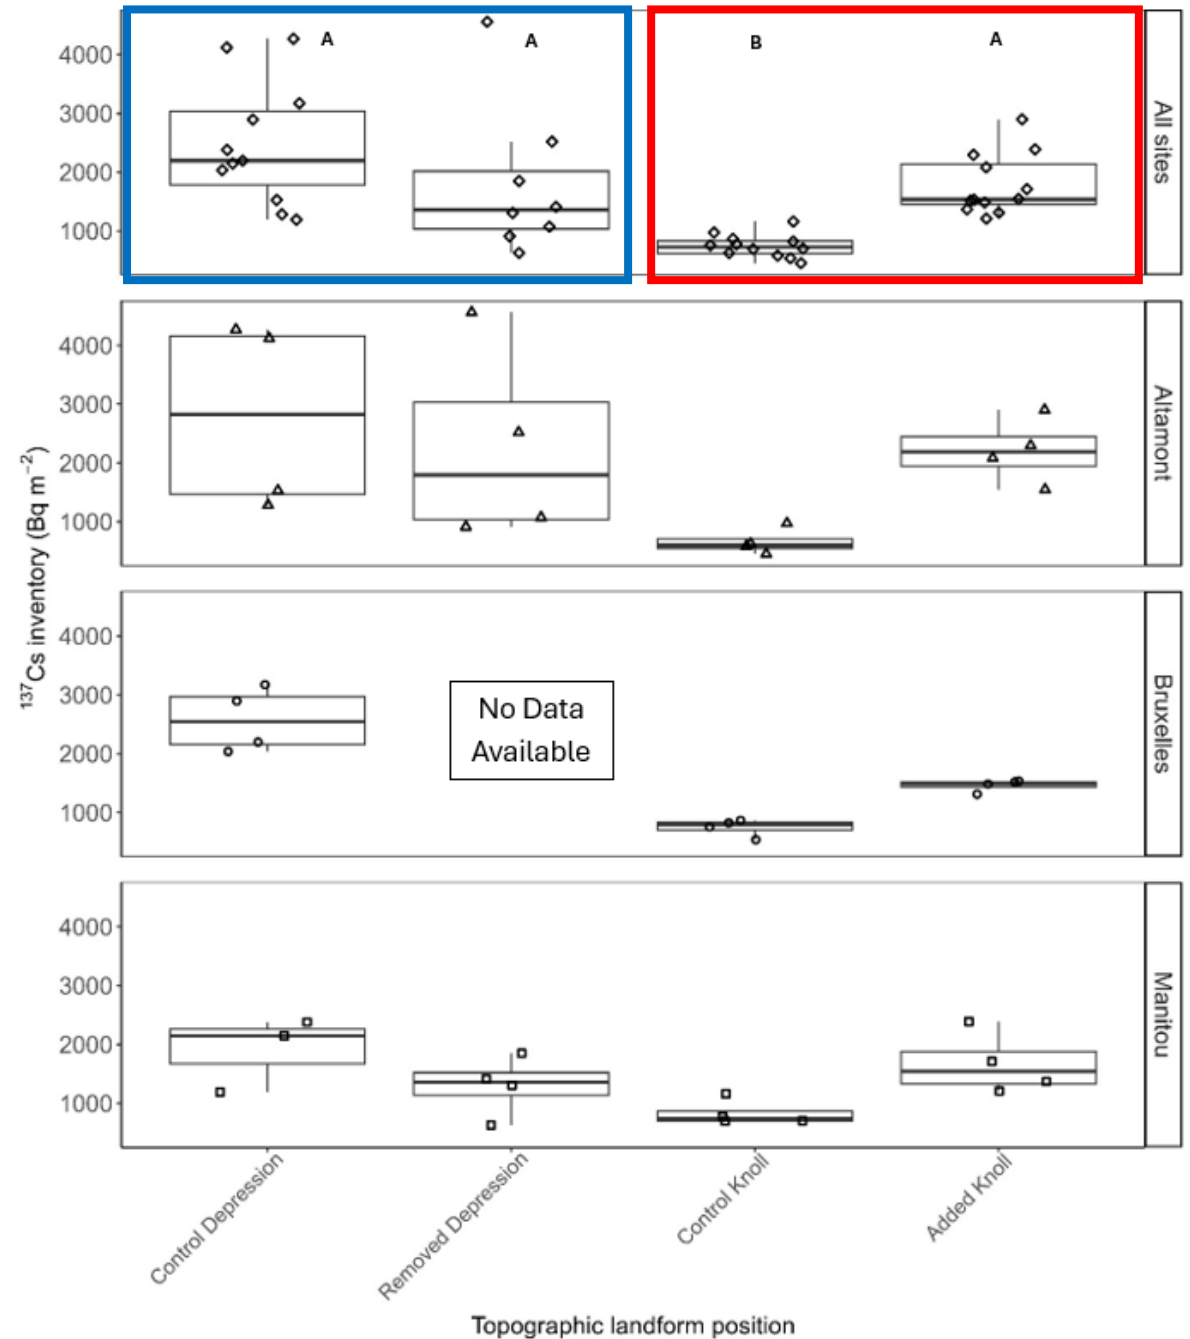 A
A
B
A
4000
3000
2000
1000
All sites
4000
3000
2000
1000
Altamont
4000
3000
2000
1000
No Data
Available
Bruxelles
4000
3000
2000
1000
Manitou
¹³⁷Cs inventory (Bq m⁻²)
Control Depression
Removed Depression
Control Knoll
Added Knoll
Topographic landform position